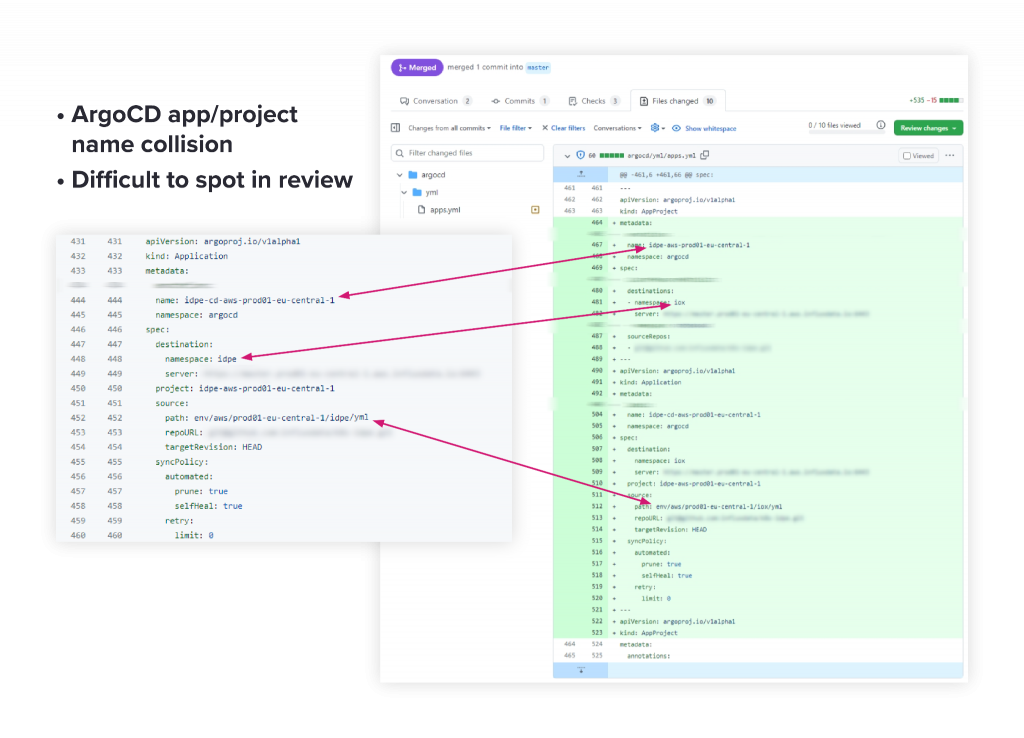 • ArgoCD app/project
name collision
• Difficult to spot in review
Merged merged 1 commit into master
Conversation 2 Commits 1 Checks 3 Files changed 10 +535 −15
Changes from all commits File filter Clear filters Conversations Show whitespace 0 / 10 files viewed Review changes
Filter changed files
argocd
yml
apps.yml
60 argocd/yml/apps.yml Viewed
@@ -461,6 +461,66 @@ spec:
461 461 ---
462 462 apiVersion: argoproj.io/v1alpha1
463 463 kind: AppProject
464 + metadata:
467 + name: idpe-aws-prod01-eu-central-1
468 + namespace: argocd
469 + spec:
480 + destinations:
481 + - namespace: iox
482 + server:
487 + sourceRepos:
488 + -
489 + ---
490 + apiVersion: argoproj.io/v1alpha1
491 + kind: Application
492 + metadata:
504 + name: idpe-cd-aws-prod01-eu-central-1
505 + namespace: argocd
506 + spec:
507 + destination:
508 + namespace: iox
509 + server:
510 + project: idpe-aws-prod01-eu-central-1
511 + source:
512 + path: env/aws/prod01-eu-central-1/iox/yml
513 + repoURL:
514 + targetRevision: HEAD
515 + syncPolicy:
516 + automated:
517 + prune: true
518 + selfHeal: true
519 + retry:
520 + limit: 0
521 + ---
522 + apiVersion: argoproj.io/v1alpha1
523 + kind: AppProject
464 524 metadata:
465 525 annotations:
431 431 apiVersion: argoproj.io/v1alpha1
432 432 kind: Application
433 433 metadata:
444 444 name: idpe-cd-aws-prod01-eu-central-1
445 445 namespace: argocd
446 446 spec:
447 447 destination:
448 448 namespace: idpe
449 449 server:
450 450 project: idpe-aws-prod01-eu-central-1
451 451 source:
452 452 path: env/aws/prod01-eu-central-1/idpe/yml
453 453 repoURL:
454 454 targetRevision: HEAD
455 455 syncPolicy:
456 456 automated:
457 457 prune: true
458 458 selfHeal: true
459 459 retry:
460 460 limit: 0